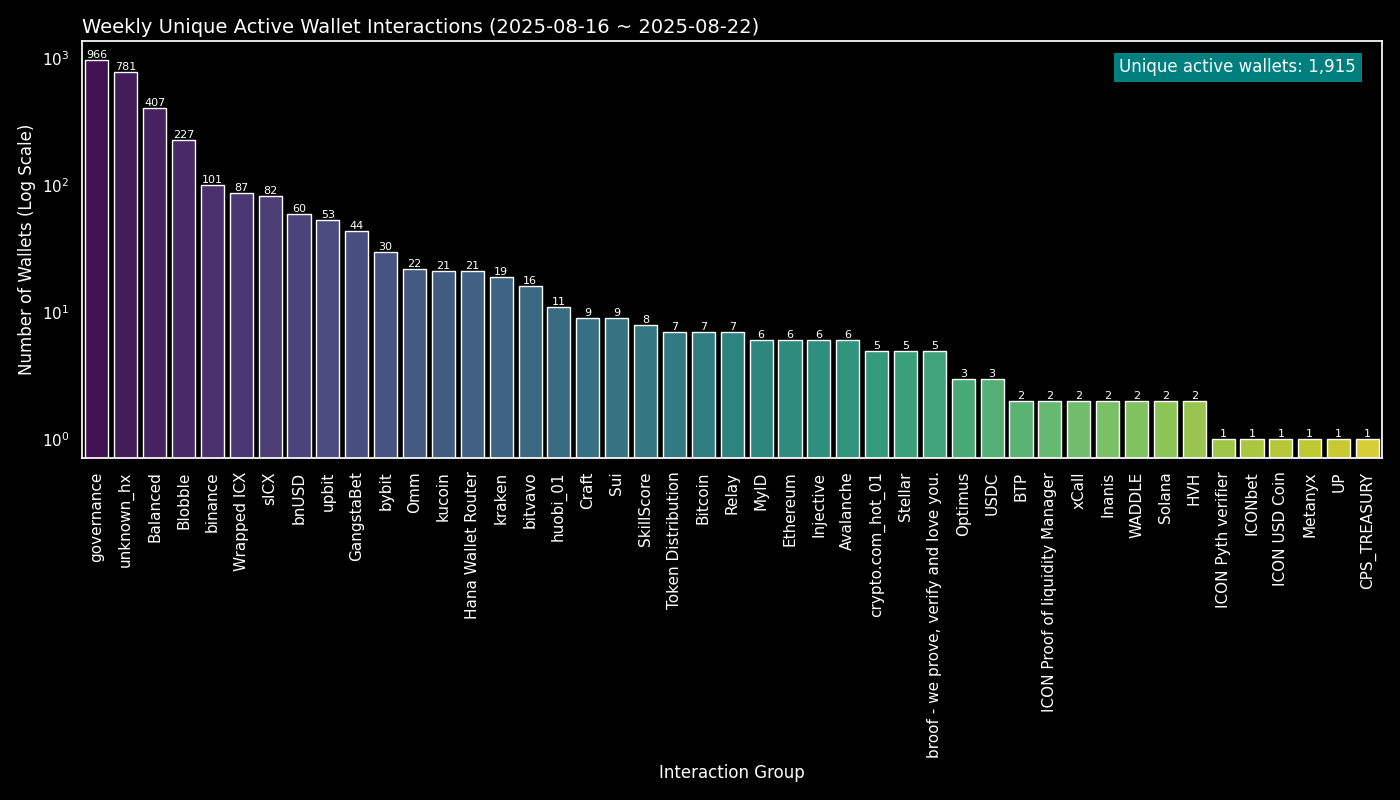 Weekly Unique Active Wallet Interactions (2025-08-16 ~ 2025-08-22)
Unique active wallets: 1,915
Number of Wallets (Log Scale)
10³
10²
10¹
10⁰
966
781
407
227
101
87
82
60
53
44
30
22
21
21
19
16
11
9
9
8
7
7
7
6
6
6
6
5
5
5
3
3
2
2
2
2
2
2
2
1
1
1
1
1
1
governance
unknown_hx
Balanced
Blobble
binance
Wrapped ICX
sICX
bnUSD
upbit
GangstaBet
bybit
Omm
kucoin
Hana Wallet Router
kraken
bitvavo
huobi_01
Craft
Sui
SkillScore
Token Distribution
Bitcoin
Relay
MyID
Ethereum
Injective
Avalanche
crypto.com_hot_01
Stellar
broof - we prove, verify and love you.
Optimus
USDC
BTP
ICON Proof of liquidity Manager
xCall
Inanis
WADDLE
Solana
HVH
ICON Pyth verifier
ICONbet
ICON USD Coin
Metanyx
UP
CPS_TREASURY
Interaction Group